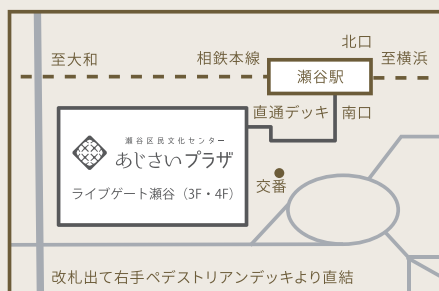 北口
至大和
相鉄本線
瀬谷駅
至横浜
直通デッキ
南口
瀬谷区民文化センター
あじさいプラザ
ライブゲート瀬谷（3F・4F）
交番
改札出て右手ペデストリアンデッキより直結